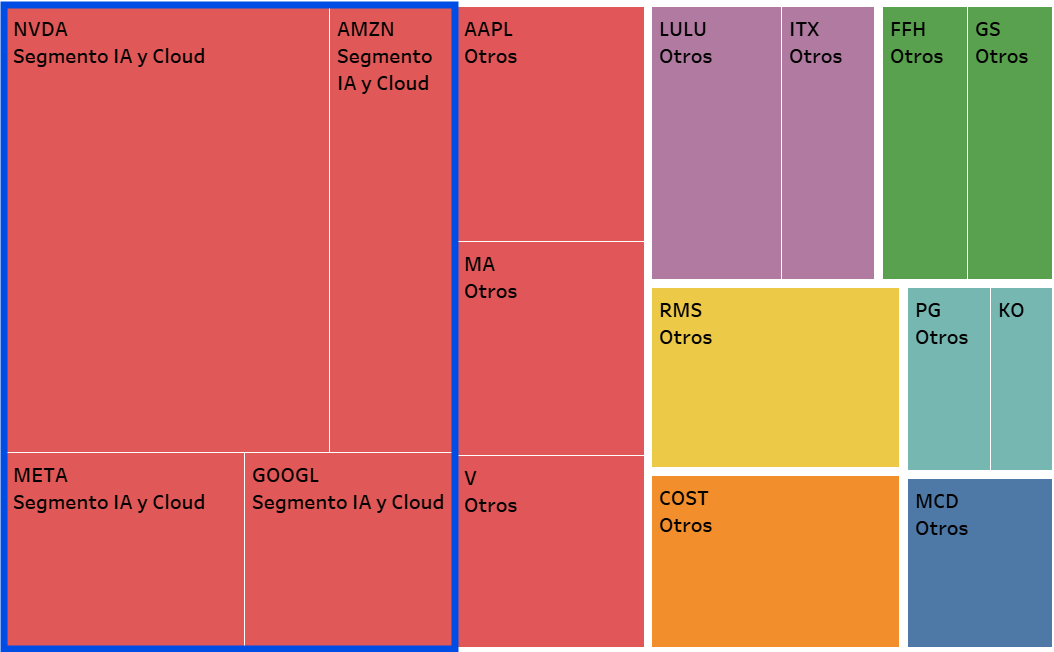 NVDA
Segmento IA y Cloud
AMZN
Segmento
IA y Cloud
META
Segmento IA y Cloud
GOOGL
Segmento IA y Cloud
AAPL
Otros
MA
Otros
V
Otros
LULU
Otros
ITX
Otros
FFH
Otros
GS
Otros
RMS
Otros
PG
Otros
KO
COST
Otros
MCD
Otros